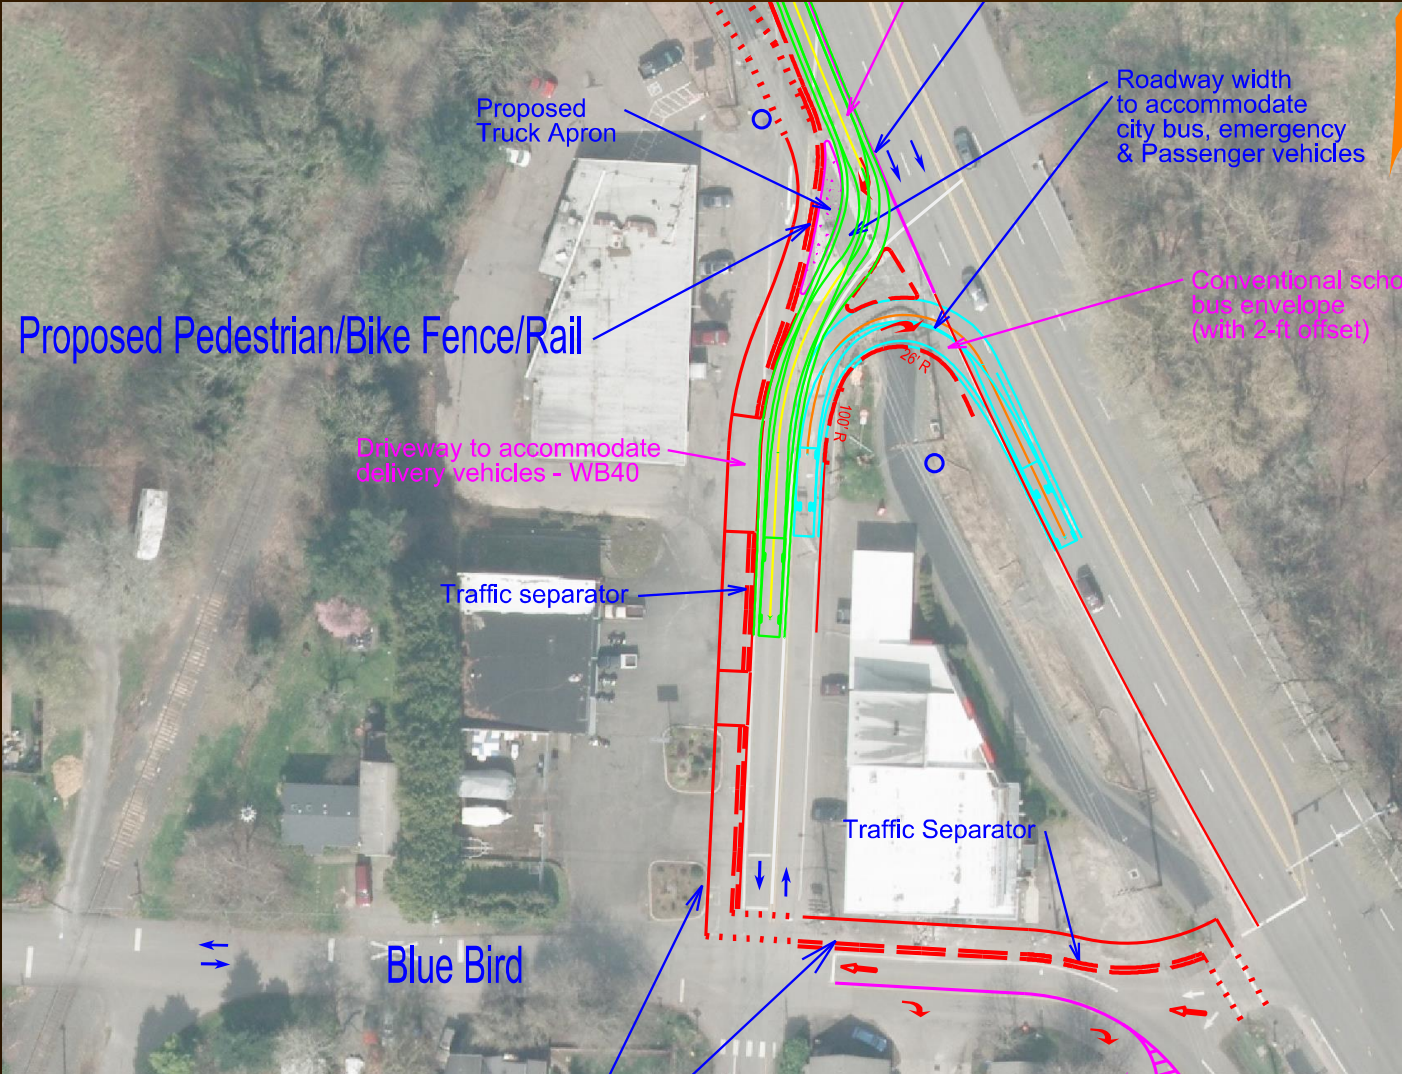 Proposed
Truck Apron
Roadway width
to accommodate
city bus, emergency
& Passenger vehicles
Conventional scho
bus envelope
(with 2-ft offset)
Proposed Pedestrian/Bike Fence/Rail
26' R
100' R
Driveway to accommodate
delivery vehicles - WB40
Traffic separator
Traffic Separator
Blue Bird